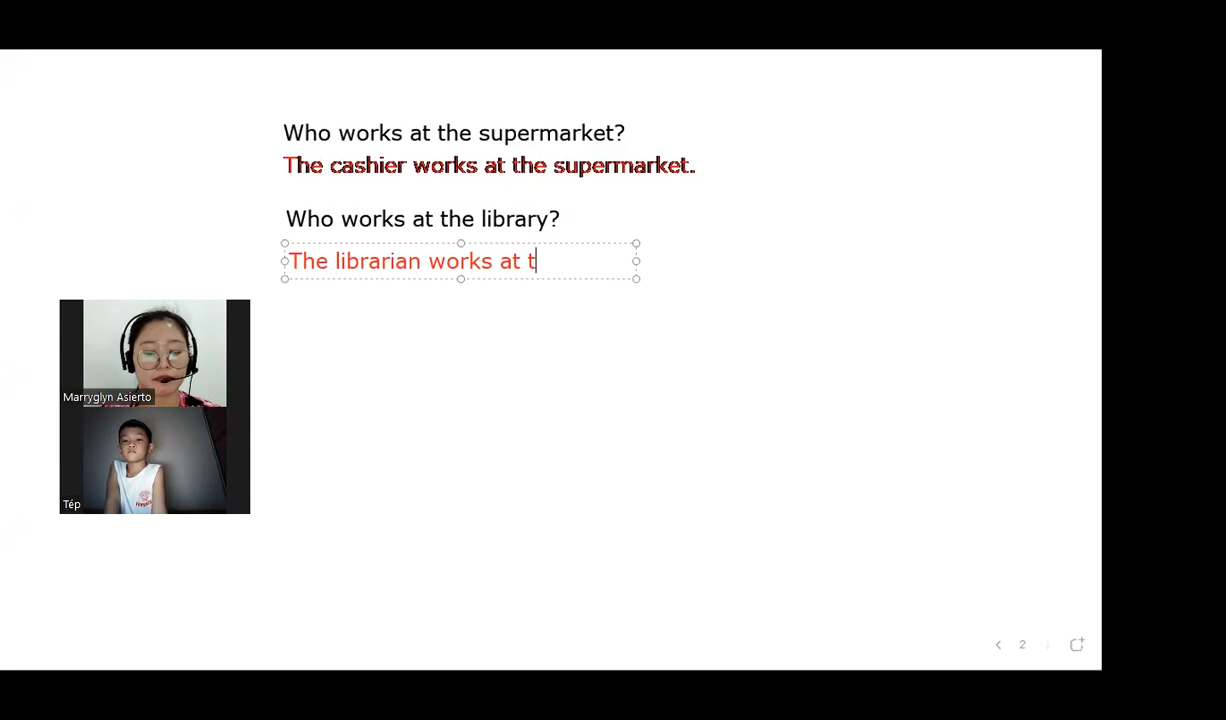 Who works at the supermarket?
The cashier works at the supermarket.
Who works at the library?
The librarian works at t
Marryglyn Asierto
Tép
2